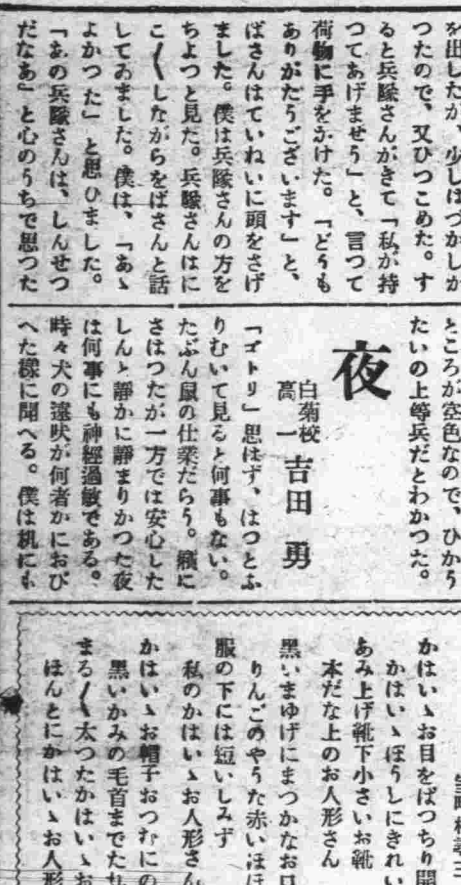 を出したが、少しはづかしか
つたので、又ひつこめた。す
ると兵隊さんがきて「私が持
つてあげませう」と、言つて
荷物に手をかけた。「どうも
ありがたうございます」と、
ばさんはていねいに頭をさげ
ました。僕は兵隊さんの方を
ちよつと見た。兵隊さんはに
こ〳〵しながらをばさんと話
してゐました。僕は、「あゝ
よかつた」と思ひました。
「あの兵隊さんは、しんせつ
だなあ」と心のうちで思つた
ところが空色なので、ひかう
たいの上等兵だとわかつた。
夜
白菊校
高一
吉田勇
「ゴトリ」思はず、はつとふ
りむいて見ると何事もない。
たぶん鼠の仕業だらう。癪に
さはつたが一方では安心した
しんと静かに静まりかつた夜
は何事にも神経過敏である。
時々犬の遠吠が何者かにおび
へた様に聞へる。僕は机にも
かはいゝお目をぱつちり開
かはいゝぼうしにきれい
あみ上げ靴下小さいお靴
本だな上のお人形さん
黒いまゆげにまつかなお口
りんごのやうな赤いほほ
服の下には短いしみず
私のかはいゝお人形さん
かはいゝお帽子おつむにの
黒いかみの毛首までたれ
まる〳〵太つたかはいゝお
ほんとにかはいゝお人形